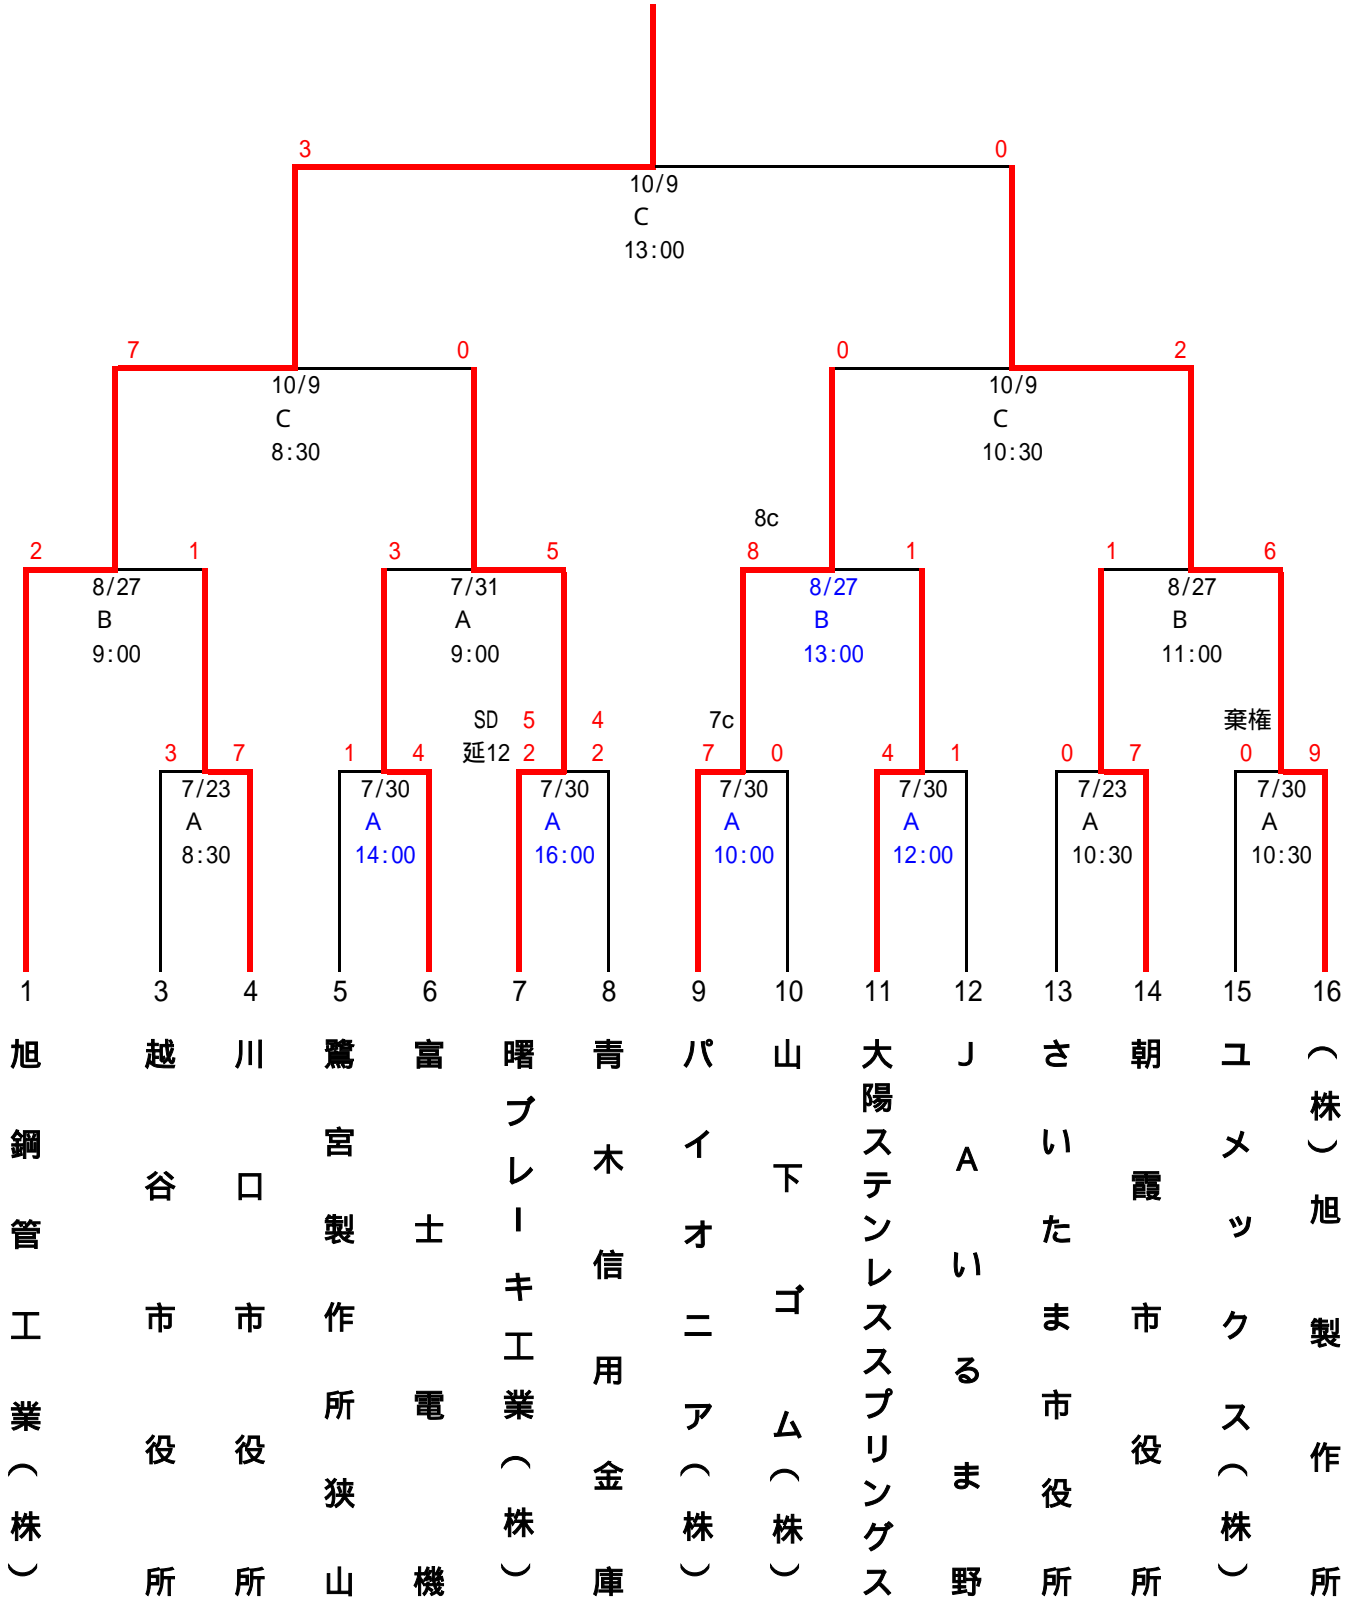 3 0
10/9
C
13:00
7 0 0 2
10/9 10/9
C C
8:30 10:30
8c
2 1 3 5 8 1 1 6
8/27 7/31 8/27 8/27
B A B B
9:00 9:00 13:00 11:00
SD 5 4 7c 棄権
3 7 1 4 延12 2 2 7 0 4 1 0 7 0 9
7/23 7/30 7/30 7/30 7/30 7/23 7/30
A A A A A A A
8:30 14:00 16:00 10:00 12:00 10:30 10:30
1 3 4 5 6 7 8 9 10 11 12 13 14 15 16
旭鋼管工業(株)
越谷市役所
川口市役所
鷺宮製作所狭山
富士電機
曙ブレーキ工業(株)
青木信用金庫
パイオニア(株)
山下ゴム(株)
大陽ステンレススプリングス
JAいるま野
さいたま市役所
朝霞市役所
ユメックス(株)
(株)旭製作所